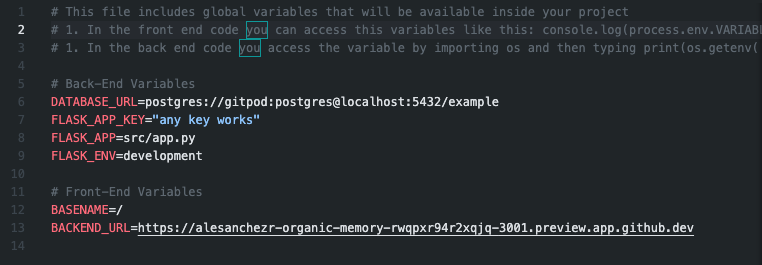 1 # This file includes global variables that will be available inside your project
2 # 1. In the front end code you can access this variables like this: console.log(process.env.VARIABL
3 # 1. In the back end code you access the variable by importing os and then typing print(os.getenv(
4
5 # Back-End Variables
6 DATABASE_URL=postgres://gitpod:postgres@localhost:5432/example
7 FLASK_APP_KEY="any key works"
8 FLASK_APP=src/app.py
9 FLASK_ENV=development
10
11 # Front-End Variables
12 BASENAME=/
13 BACKEND_URL=https://alesanchezr-organic-memory-rwqpxr94r2xqjq-3001.preview.app.github.dev
14